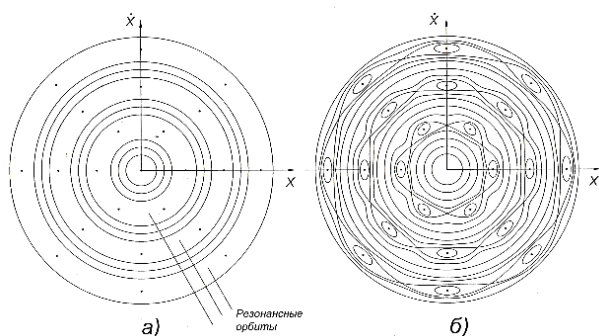 Ẋ
Ẋ
X
X
Резонансные
орбиты
а)
б)